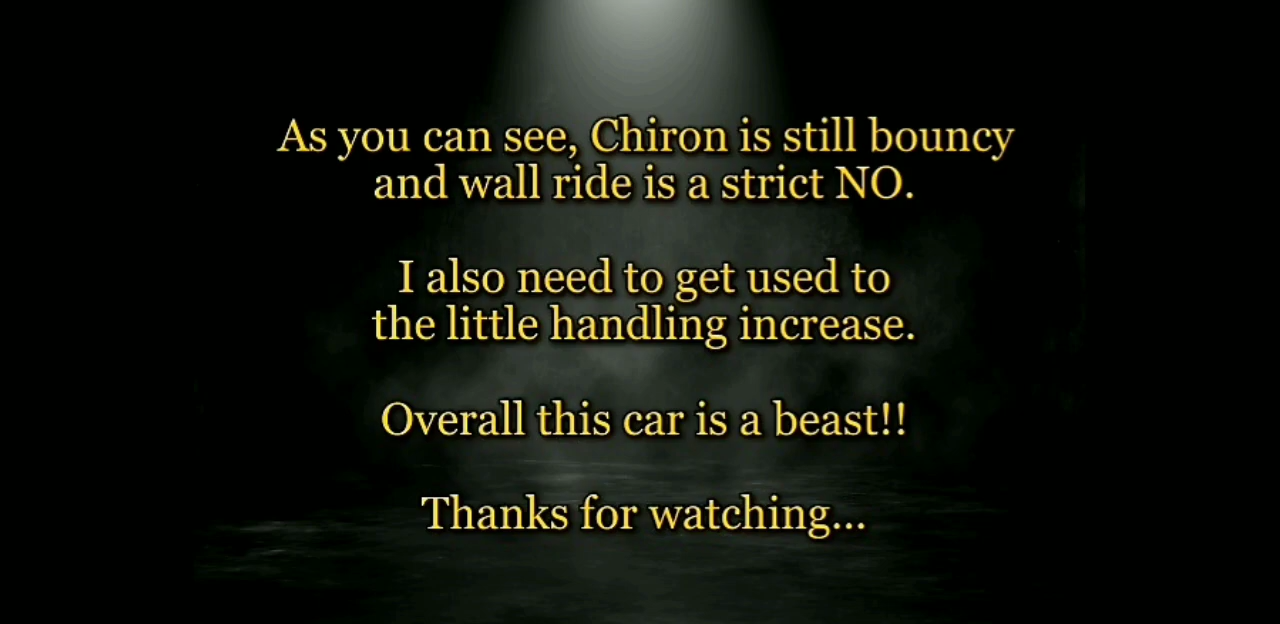 As you can see, Chiron is still bouncy
and wall ride is a strict NO.
I also need to get used to
the little handling increase.
Overall this car is a beast!!
Thanks for watching...